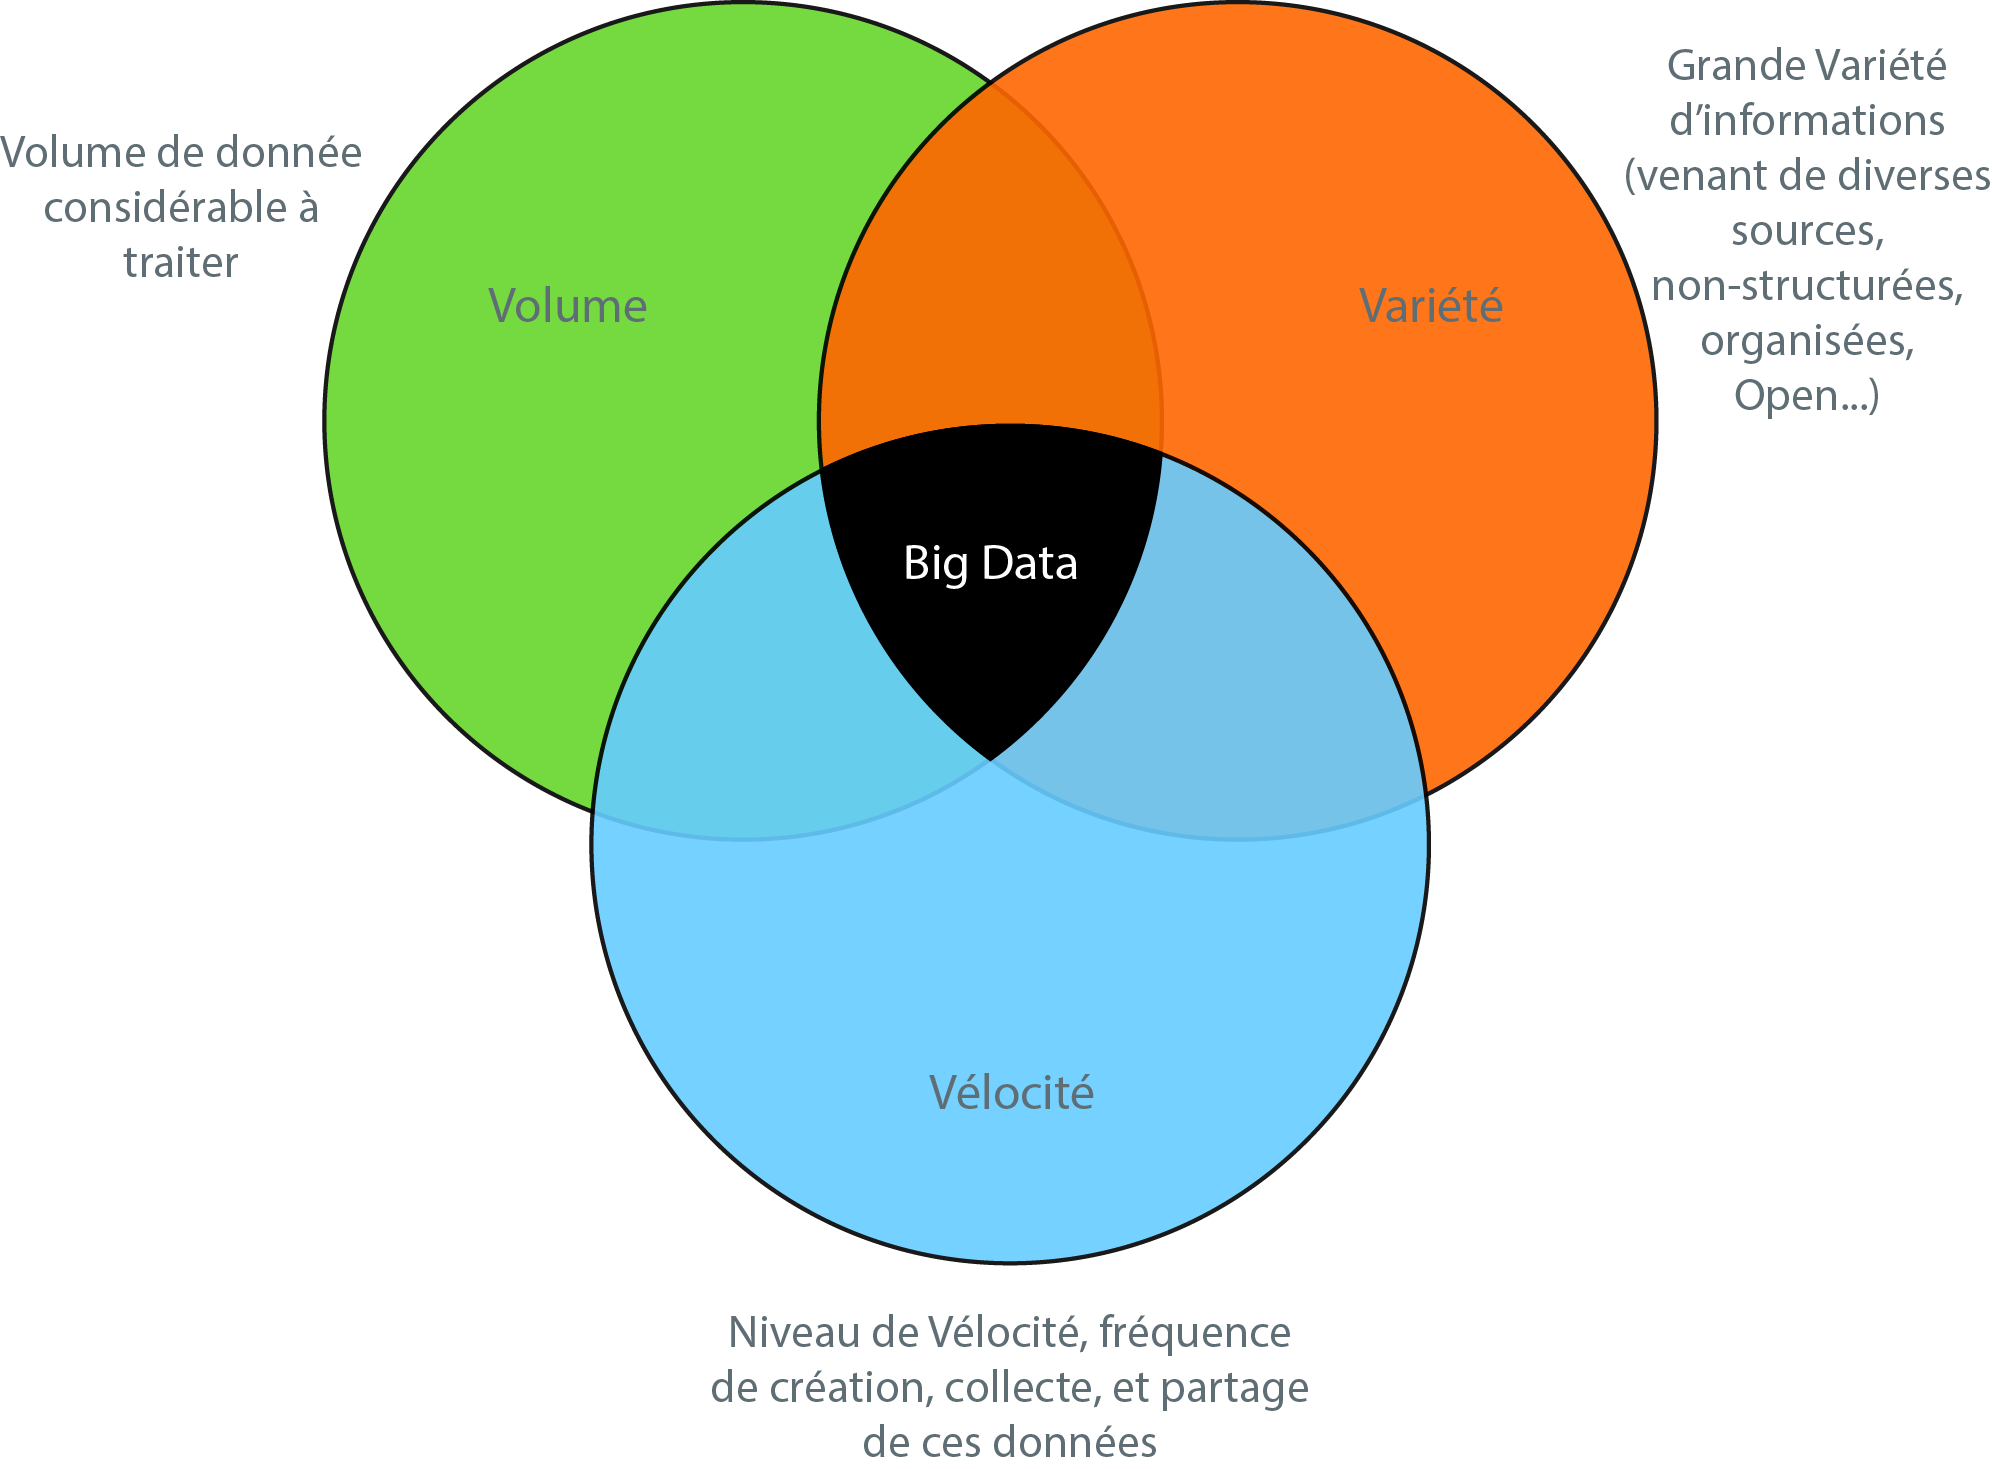 Volume de donnée
considérable à
traiter
Volume
Grande Variété
d’informations
(venant de diverses
sources,
non-structurées,
organisées,
Open...)
Variété
Big Data
Vélocité
Niveau de Vélocité, fréquence
de création, collecte, et partage
de ces données